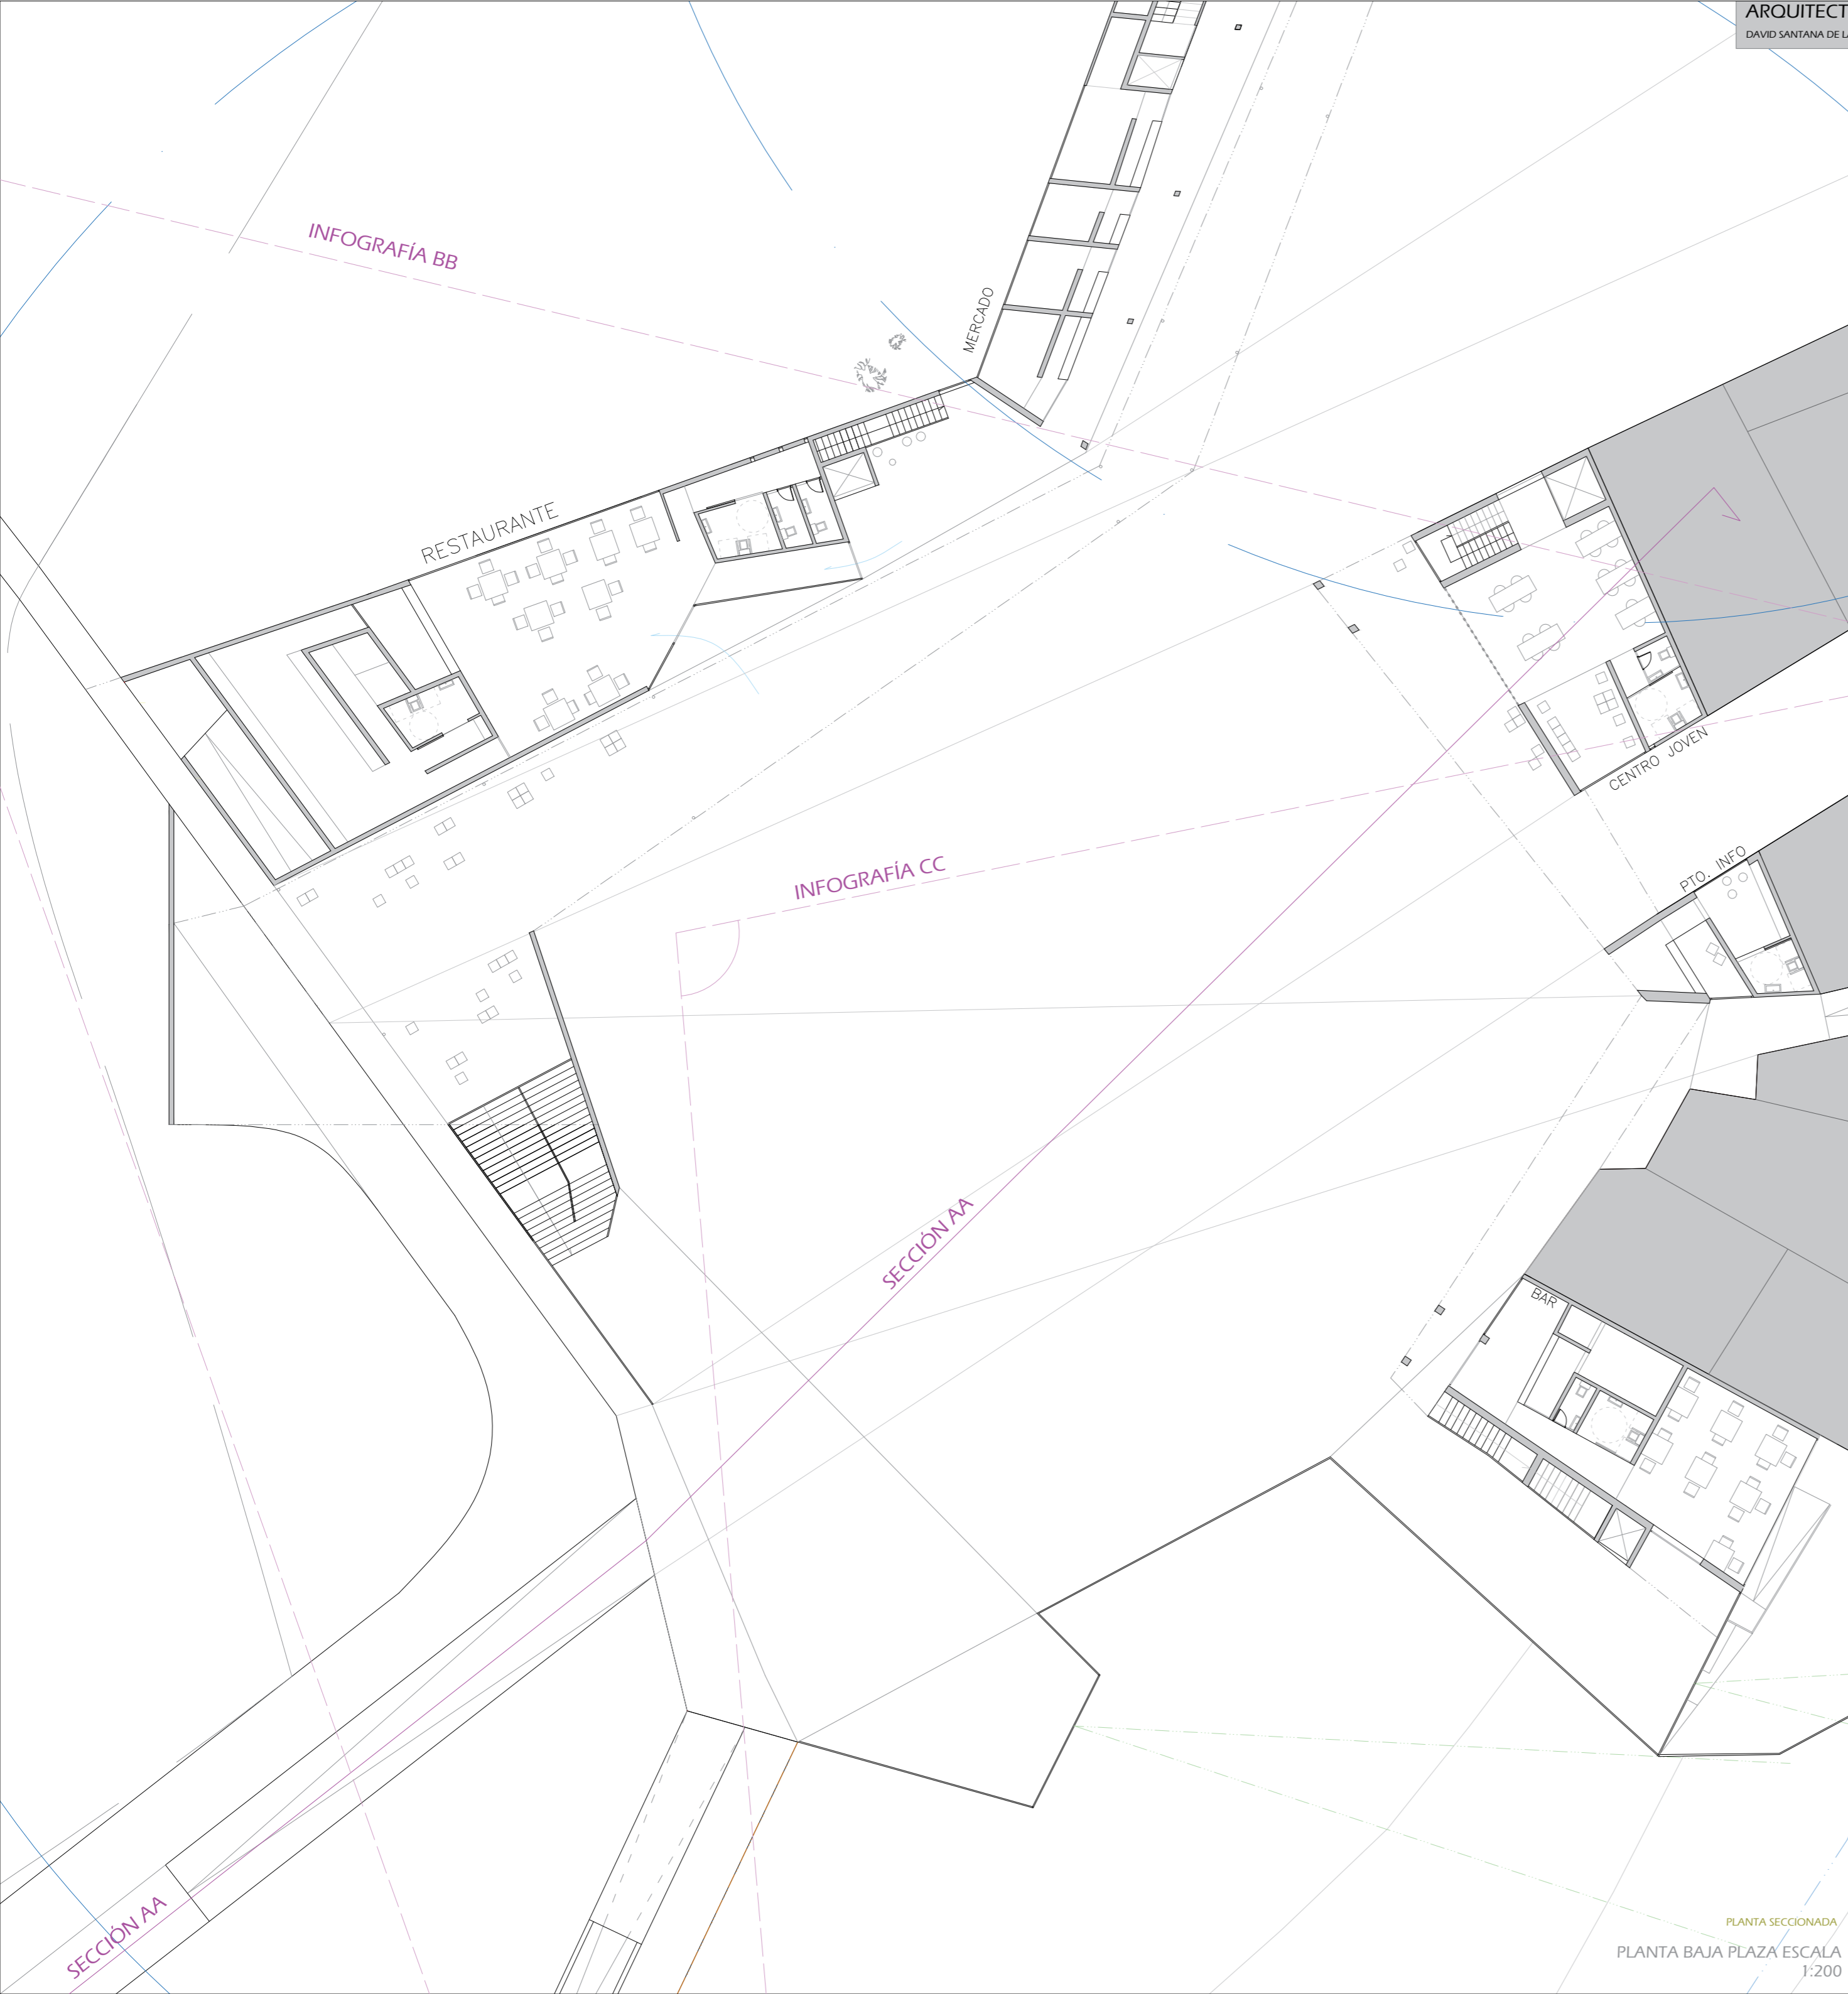 ARQUITECT
DAVID SANTANA DE L
INFOGRAFÍA BB
MERCADO
RESTAURANTE
CENTRO JOVEN
INFOGRAFÍA CC
PTO. INFO
SECCIÓN AA
BAR
SECCIÓN AA
PLANTA SECCIONADA
PLANTA BAJA PLAZA ESCALA
1:200